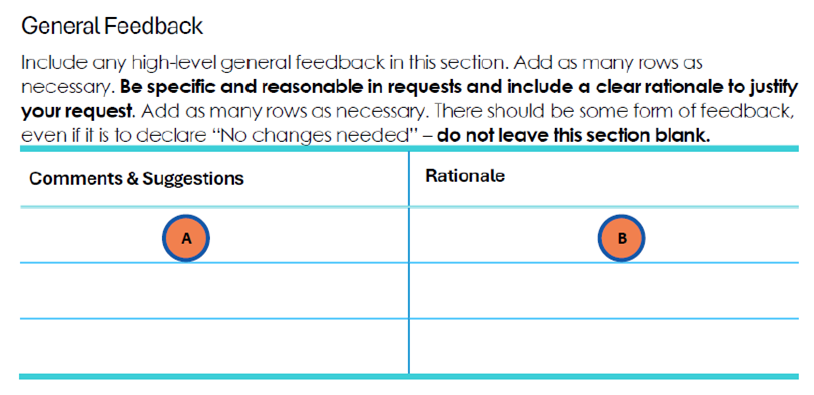 General Feedback
Include any high-level general feedback in this section. Add as many rows as
necessary. Be specific and reasonable in requests and include a clear rationale to justify
your request. Add as many rows as necessary. There should be some form of feedback,
even if it is to declare “No changes needed” – do not leave this section blank.
Comments & Suggestions
Rationale
A
B